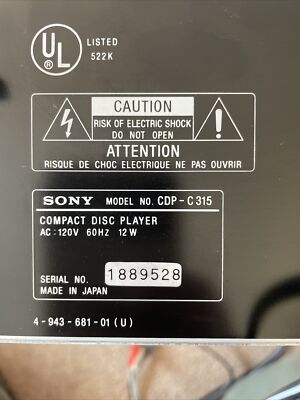 UL
®
LISTED
522K
CAUTION
RISK OF ELECTRIC SHOCK
DO NOT OPEN
ATTENTION
RISQUE DE CHOC ELECTRIQUE NE PAS OUVRIR
SONY MODEL NO. CDP-C315
COMPACT DISC PLAYER
AC: 120V 60HZ 12W
SERIAL NO. 1889528
MADE IN JAPAN
4-943-681-01 (U)